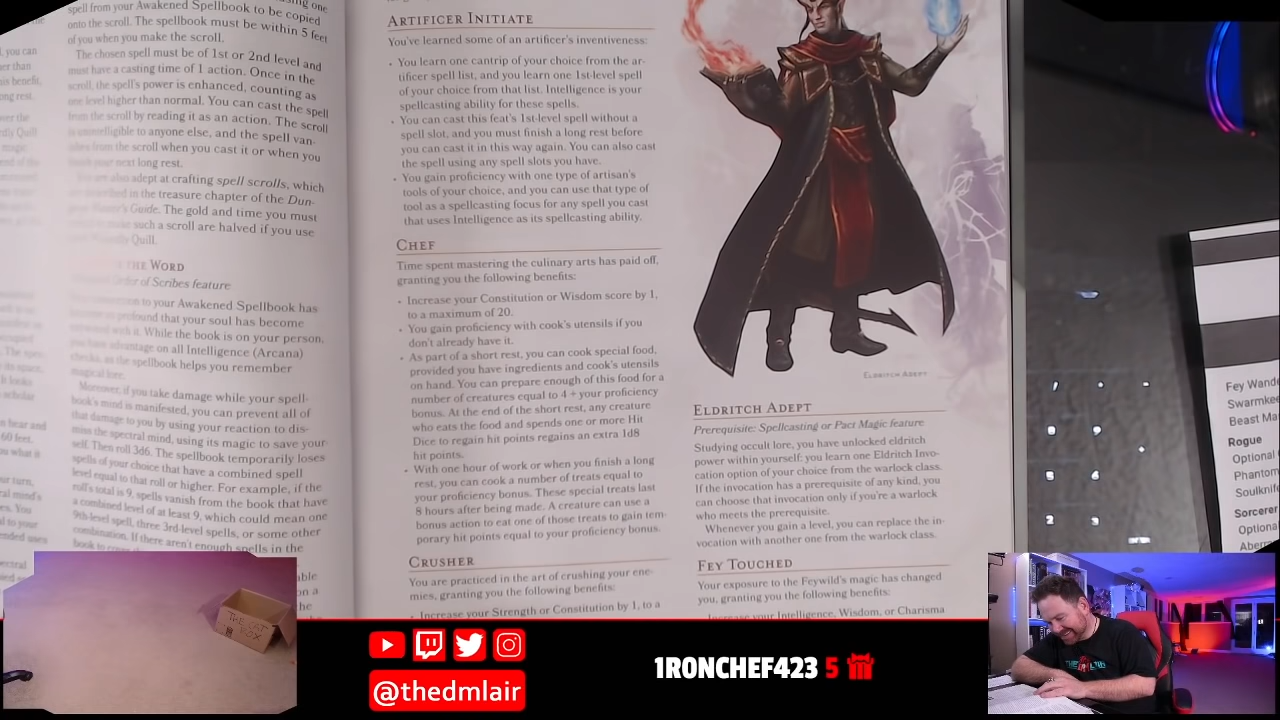 spell from your Awakened Spellbook to be copied
onto the scroll. The spellbook must be within 5 feet
of you when you make the scroll.
The chosen spell must be of 1st or 2nd level and
must have a casting time of 1 action. Once in the
scroll, the spell's power is enhanced, counting as
one level higher than normal. You can cast the spell
from the scroll by reading it as an action. The scroll
is unintelligible to anyone else, and the spell van-
ishes from the scroll when you cast it or when you
next long rest.
are also adept at crafting spell scrolls, which
in the treasure chapter of the Dun-
Guide. The gold and time you must
such a scroll are halved if you use
Quill.
THE WORD
Order of Scribes feature
to your Awakened Spellbook has
profound that your soul has become
with it. While the book is on your person,
you have advantage on all Intelligence (Arcana)
checks, as the spellbook helps you remember
magical lore.
Moreover, if you take damage while your spell-
book's mind is manifested, you can prevent all of
that damage to you by using your reaction to dis-
miss the spectral mind, using its magic to save your-
self. Then roll 3d6. The spellbook temporarily loses
spells of your choice that have a combined spell
level equal to that roll or higher. For example, if the
roll's total is 9, spells vanish from the book that have
a combined level of at least 9, which could mean one
9th-level spell, three 3rd-level spells, or some other
combination. If there aren't enough spells in the
ARTIFICER INITIATE
You've learned some of an artificer's inventiveness:
• You learn one cantrip of your choice from the ar-
tificer spell list, and you learn one 1st-level spell
of your choice from that list. Intelligence is your
spellcasting ability for these spells.
• You can cast this feat's 1st-level spell without a
spell slot, and you must finish a long rest before
you can cast it in this way again. You can also cast
the spell using any spell slots you have.
• You gain proficiency with one type of artisan's
tools of your choice, and you can use that type of
tool as a spellcasting focus for any spell you cast
that uses Intelligence as its spellcasting ability.
CHEF
Time spent mastering the culinary arts has paid off,
granting you the following benefits:
• Increase your Constitution or Wisdom score by 1,
to a maximum of 20.
• You gain proficiency with cook's utensils if you
don't already have it.
• As part of a short rest, you can cook special food,
provided you have ingredients and cook's utensils
on hand. You can prepare enough of this food for a
number of creatures equal to 4 + your proficiency
bonus. At the end of the short rest, any creature
who eats the food and spends one or more Hit
Dice to regain hit points regains an extra 1d8
hit points.
• With one hour of work or when you finish a long
rest, you can cook a number of treats equal to
your proficiency bonus. These special treats last
8 hours after being made. A creature can use a
bonus action to eat one of those treats to gain tem-
porary hit points equal to your proficiency bonus.
CRUSHER
You are practiced in the art of crushing your ene-
mies, granting you the following benefits:
• Increase your Strength or Constitution by 1, to a
ELDRITCH ADEPT
ELDRITCH ADEPT
Prerequisite: Spellcasting or Pact Magic feature
Studying occult lore, you have unlocked eldritch
power within yourself: you learn one Eldritch Invo-
cation option of your choice from the warlock class.
If the invocation has a prerequisite of any kind, you
can choose that invocation only if you're a warlock
who meets the prerequisite.
Whenever you gain a level, you can replace the in-
vocation with another one from the warlock class.
FEY TOUCHED
Your exposure to the Feywild's magic has changed
you, granting you the following benefits:
• Increase your Intelligence, Wisdom, or Charisma
Fey Wand
Swarmke
Beast Ma
Rogue
Optional
Phantom
Soulknif
Sorcerer
Optional
Aberr
THE CAT
BOX
@thedmlair
1RONCHEF423 5